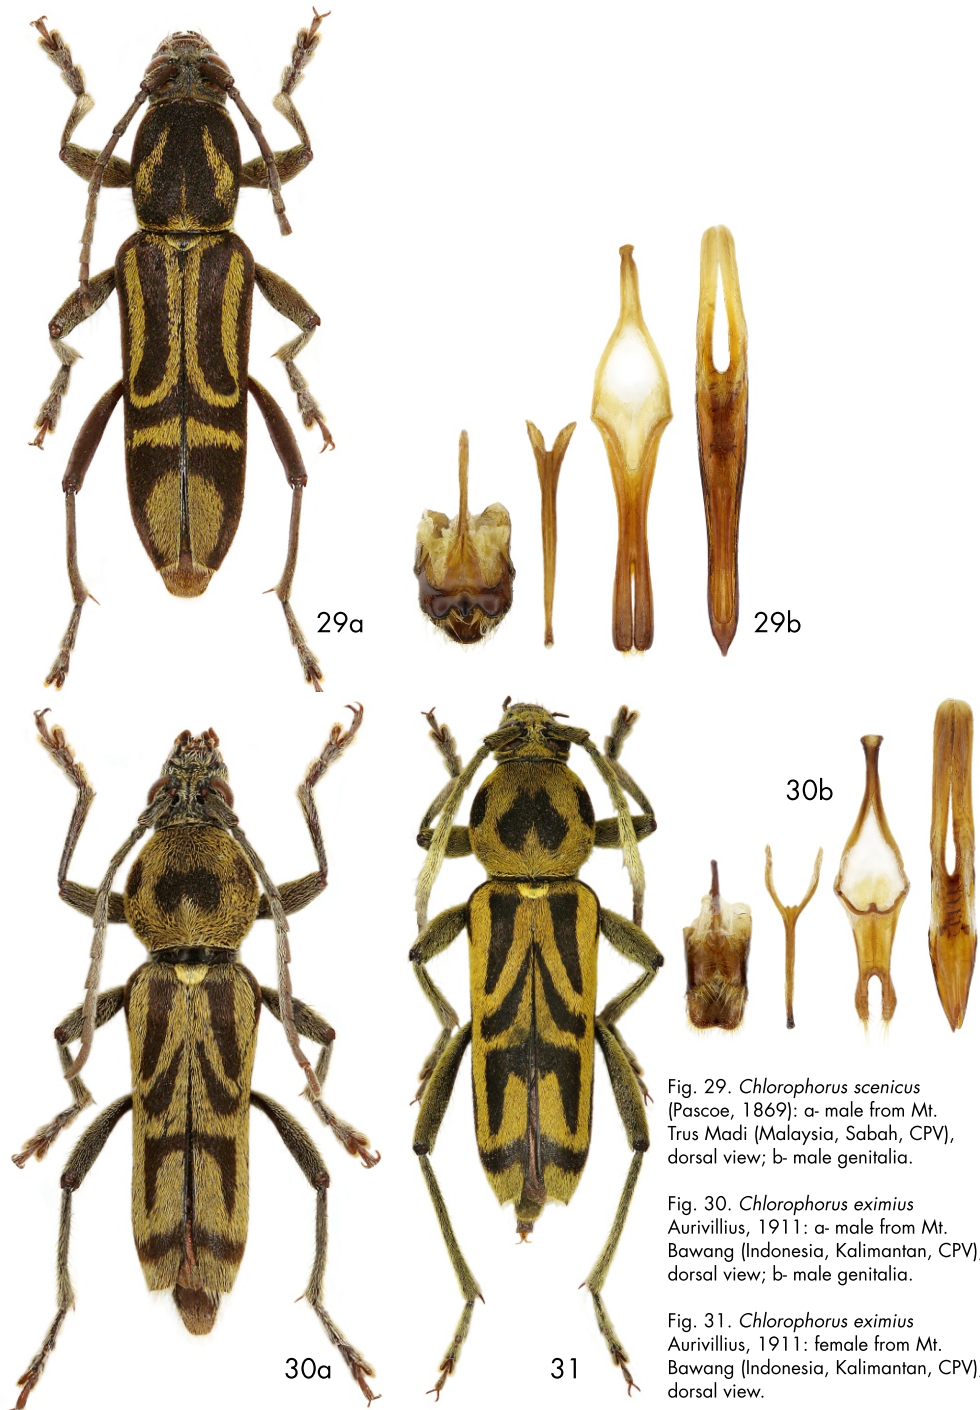 29a
29b
30b
Fig. 29. Chlorophorus scenicus
(Pascoe, 1869): a- male from Mt.
Trus Madi (Malaysia, Sabah, CPV),
dorsal view; b- male genitalia.
Fig. 30. Chlorophorus eximius
Aurivillius, 1911: a- male from Mt.
Bawang (Indonesia, Kalimantan, CPV),
dorsal view; b- male genitalia.
Fig. 31. Chlorophorus eximius
Aurivillius, 1911: female from Mt.
Bawang (Indonesia, Kalimantan, CPV),
dorsal view.
30a
31